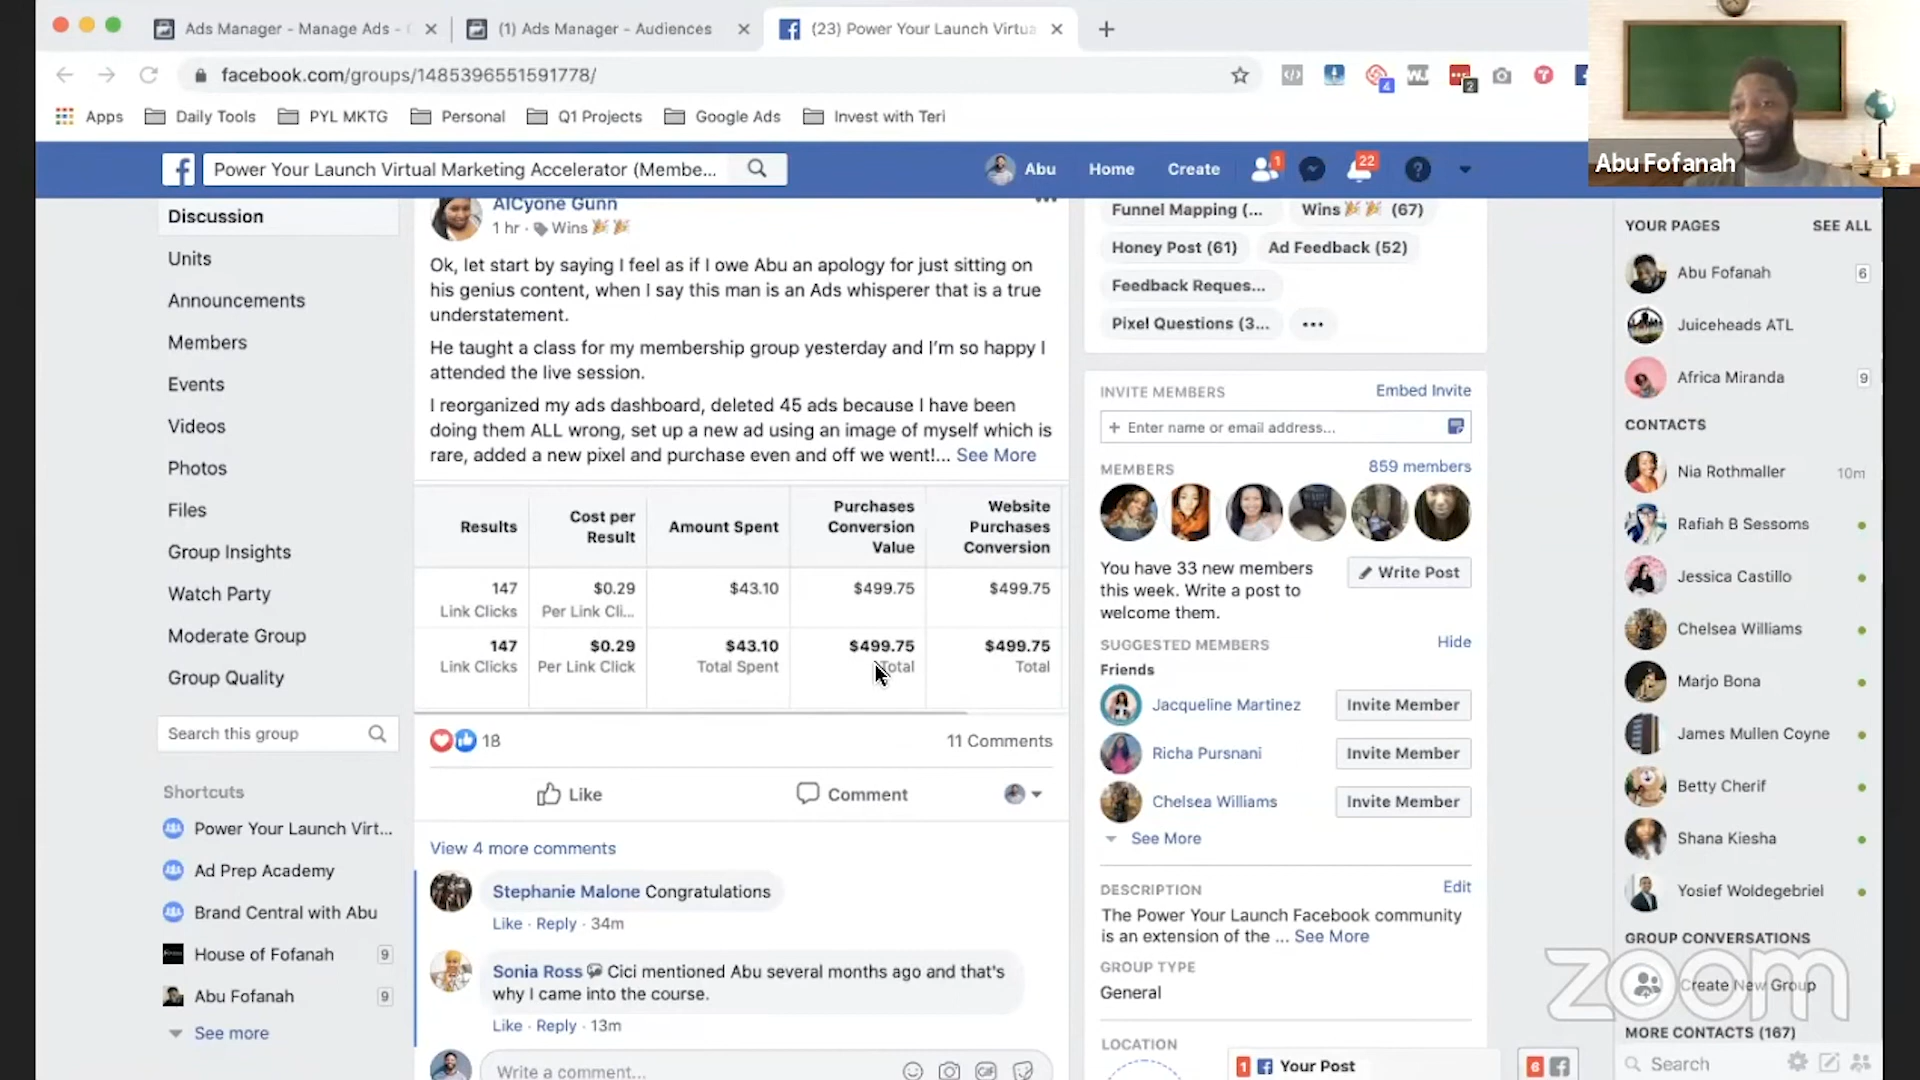 Ads Manager - Manage Ads -
(1) Ads Manager - Audiences
(23) Power Your Launch Virtua
facebook.com/groups/1485396551591778/
4
2
Apps
Daily Tools
PYL MKTG
Personal
Q1 Projects
Google Ads
Invest with Teri
Abu Fofanah
Power Your Launch Virtual Marketing Accelerator (Membe...
Abu
Home
Create
1
22
Discussion
Units
Announcements
Members
Events
Videos
Photos
Files
Group Insights
Watch Party
Moderate Group
Group Quality
Search this group
Shortcuts
Power Your Launch Virt...
Ad Prep Academy
Brand Central with Abu
House of Fofanah 9
Abu Fofanah 9
See more
AlCyone Gunn
1 hr · Wins 🎉 🎉
Ok, let start by saying I feel as if I owe Abu an apology for just sitting on
his genius content, when I say this man is an Ads whisperer that is a true
understatement.
He taught a class for my membership group yesterday and I'm so happy I
attended the live session.
I reorganized my ads dashboard, deleted 45 ads because I have been
doing them ALL wrong, set up a new ad using an image of myself which is
rare, added a new pixel and purchase even and off we went!... See More
Results
Cost per
Result
Amount Spent
Purchases
Conversion
Value
Website
Purchases
Conversion
147 $0.29 $43.10 $499.75 $499.75
Link Clicks Per Link Cli...
147 $0.29 $43.10 $499.75 $499.75
Link Clicks Per Link Click Total Spent Total Total
18
11 Comments
Like
Comment
View 4 more comments
Stephanie Malone Congratulations
Like · Reply · 34m
Sonia Ross Cici mentioned Abu several months ago and that's
why I came into the course.
Like · Reply · 13m
Write a comment...
GIF
Funnel Mapping (...
Wins 🎉 🎉 (67)
Honey Post (61)
Ad Feedback (52)
Feedback Reques...
Pixel Questions (3...
INVITE MEMBERS
Embed Invite
+ Enter name or email address...
MEMBERS
859 members
You have 33 new members
this week. Write a post to
welcome them.
Write Post
SUGGESTED MEMBERS
Hide
Friends
Jacqueline Martinez
Invite Member
Richa Pursnani
Invite Member
Chelsea Williams
Invite Member
See More
DESCRIPTION
Edit
The Power Your Launch Facebook community
is an extension of the ... See More
GROUP TYPE
General
LOCATION
1
Your Post
6
YOUR PAGES
SEE ALL
Abu Fofanah 6
Juiceheads ATL
Africa Miranda 9
CONTACTS
Nia Rothmaller 10m
Rafiah B Sessoms
Jessica Castillo
Chelsea Williams
Marjo Bona
James Mullen Coyne
Betty Cherif
Shana Kiesha
Yosief Woldegebriel
GROUP CONVERSATIONS
Create New Group
MORE CONTACTS (167)
Search
zoom